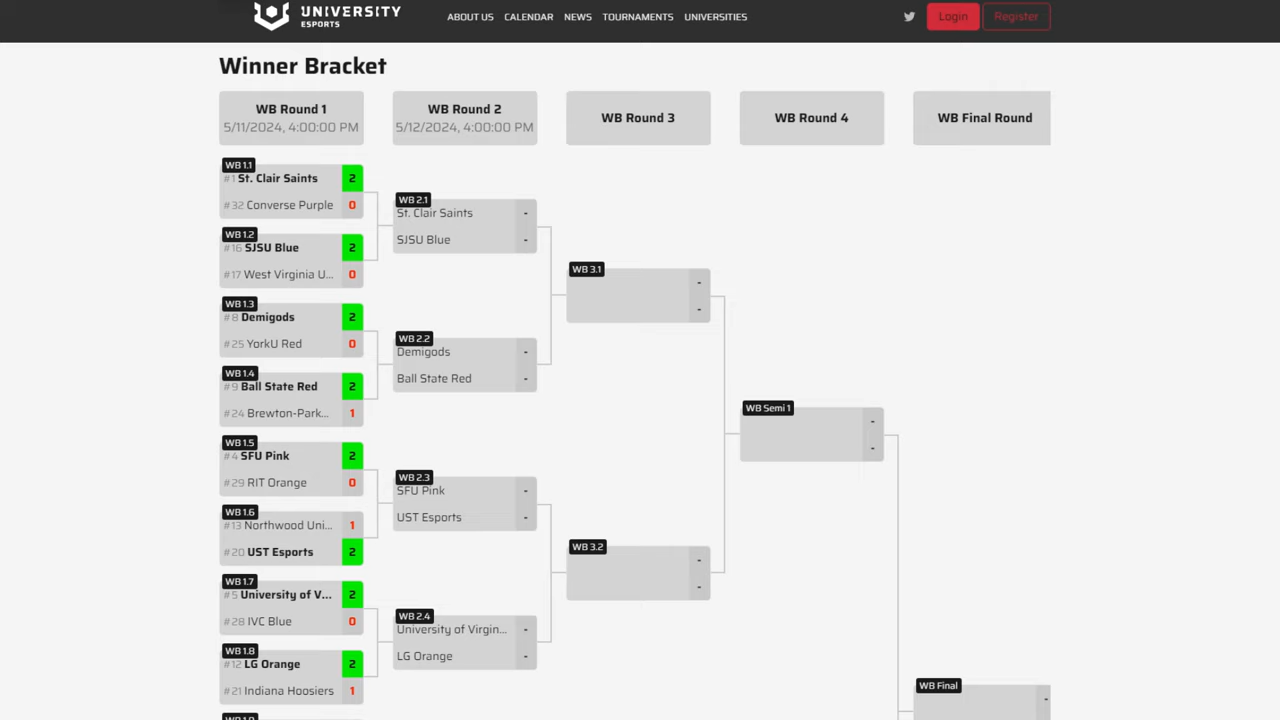 UNIVERSITY
ESPORTS
ABOUT US
CALENDAR
NEWS
TOURNAMENTS
UNIVERSITIES
Login
Register
Winner Bracket
WB Round 1
5/11/2024, 4:00:00 PM
WB Round 2
5/12/2024, 4:00:00 PM
WB Round 3
WB Round 4
WB Final Round
WB 1.1
#1 St. Clair Saints 2
#32 Converse Purple 0
WB 1.2
#16 SJSU Blue 2
#17 West Virginia U... 0
WB 1.3
#8 Demigods 2
#25 YorkU Red 0
WB 1.4
#9 Ball State Red 2
#24 Brewton-Park... 1
WB 1.5
#4 SFU Pink 2
#29 RIT Orange 0
WB 1.6
#13 Northwood Uni... 1
#20 UST Esports 2
WB 1.7
#5 University of V... 2
#28 IVC Blue 0
WB 1.8
#12 LG Orange 2
#21 Indiana Hoosiers 1
WB 2.1
St. Clair Saints -
SJSU Blue -
WB 2.2
Demigods -
Ball State Red -
WB 2.3
SFU Pink -
UST Esports -
WB 2.4
University of Virgin... -
LG Orange -
WB 3.1
-
-
WB 3.2
-
-
WB Semi 1
-
-
WB Final
-